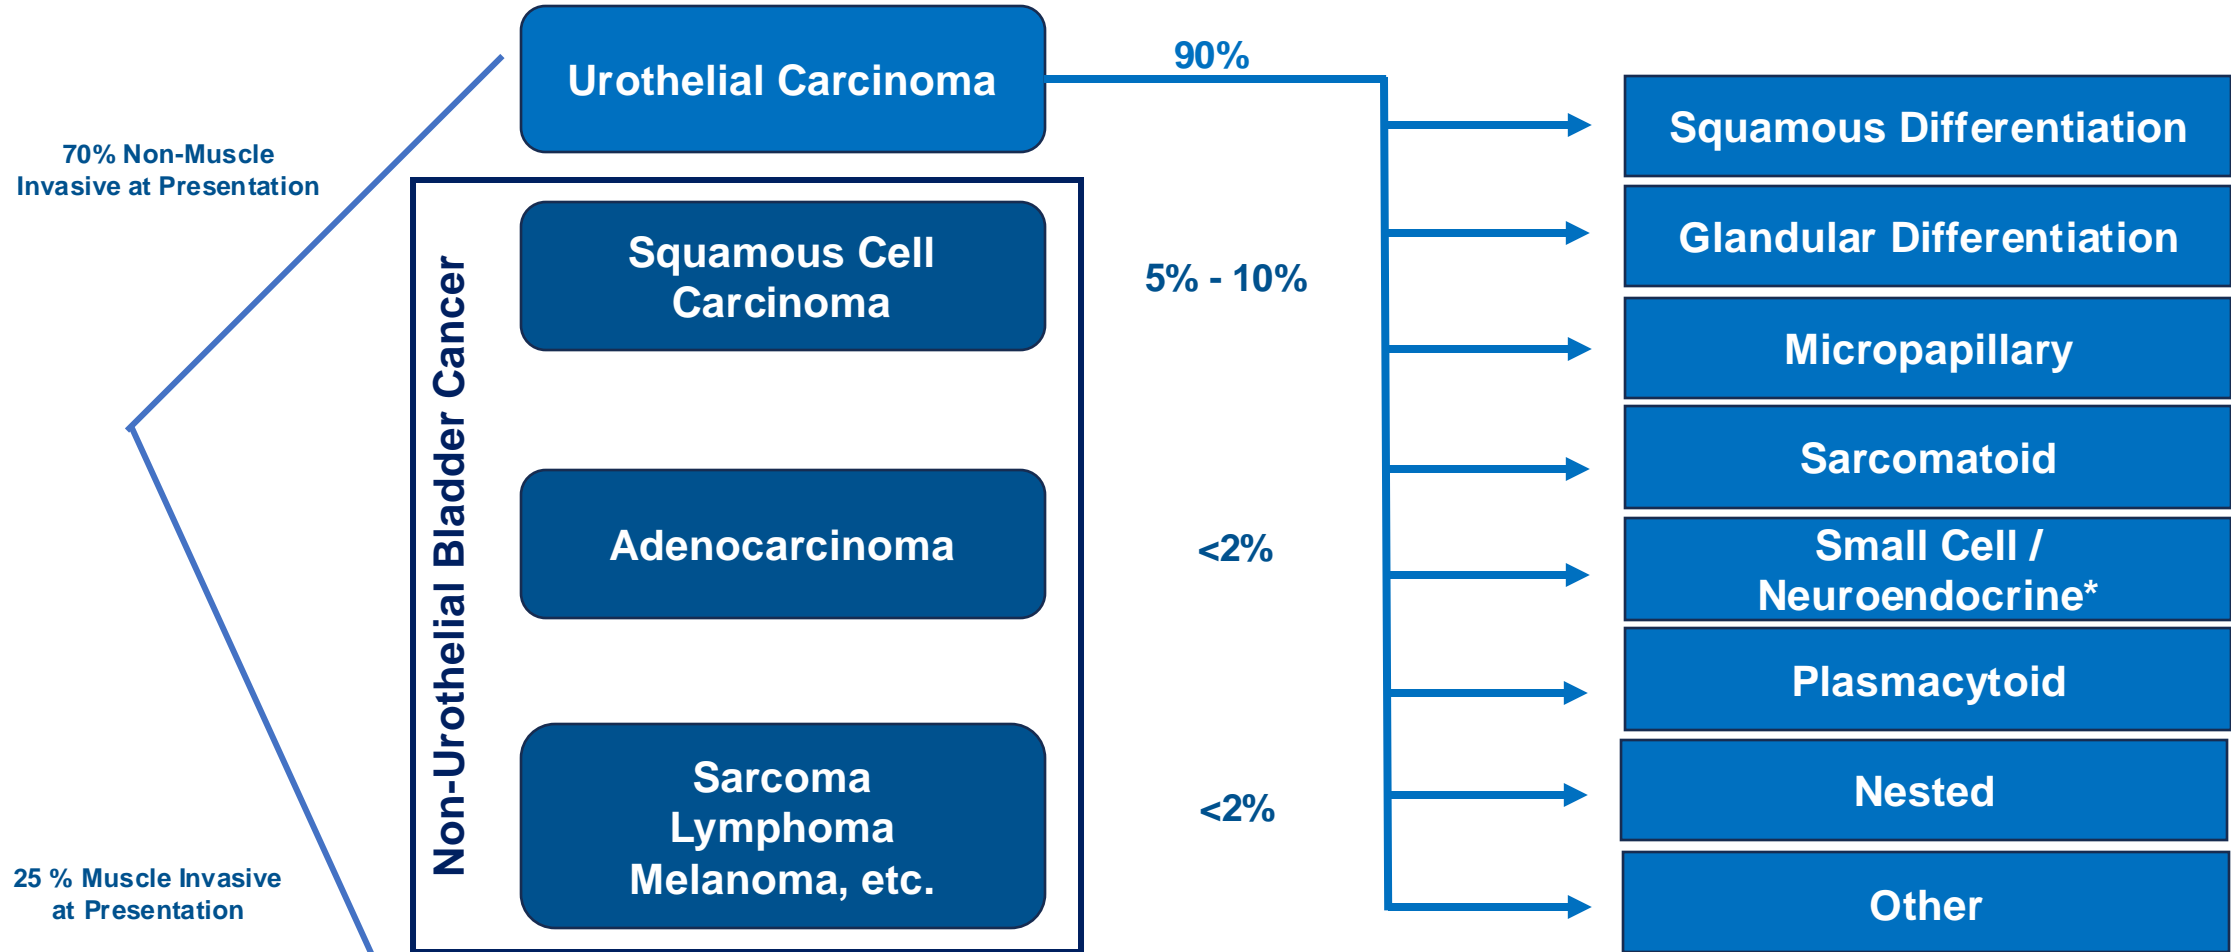 Urothelial Carcinoma
90%
70% Non-Muscle
Invasive at Presentation
Non-Urothelial Bladder Cancer
Squamous Cell
Carcinoma
5% - 10%
Adenocarcinoma
<2%
Sarcoma
Lymphoma
Melanoma, etc.
<2%
25 % Muscle Invasive
at Presentation
Squamous Differentiation
Glandular Differentiation
Micropapillary
Sarcomatoid
Small Cell /
Neuroendocrine*
Plasmacytoid
Nested
Other